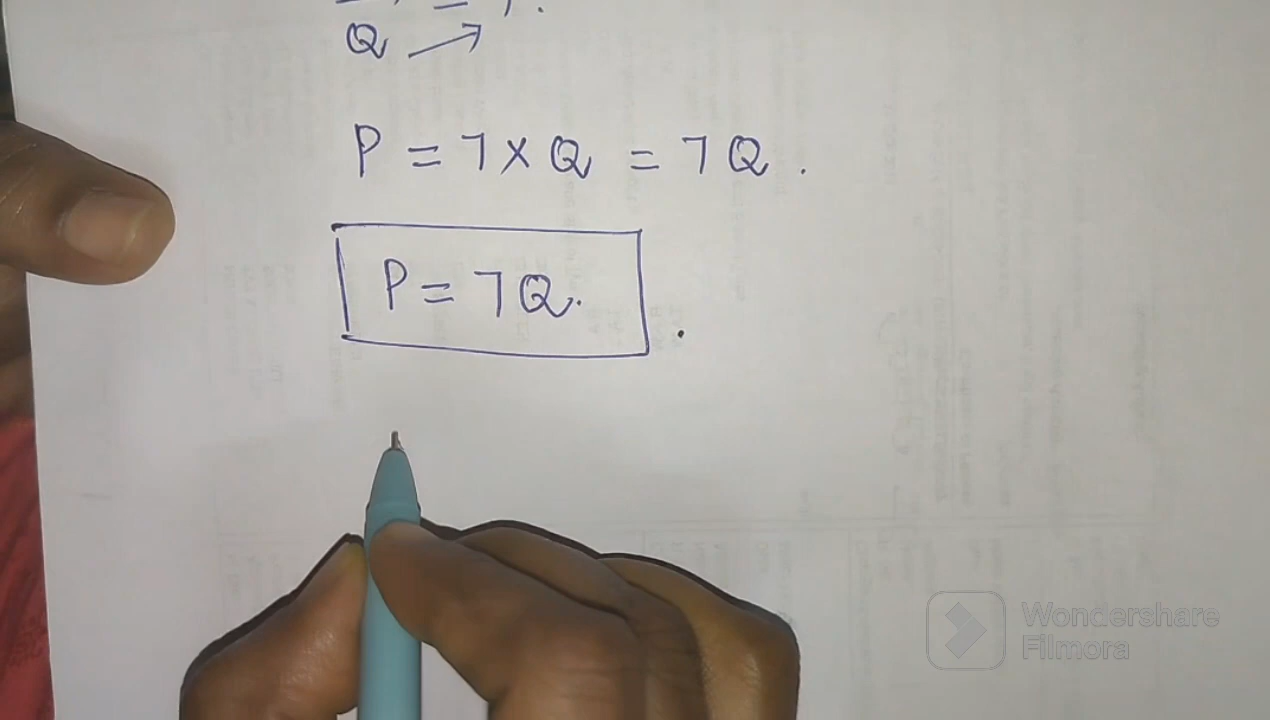 Q
P = 7 × Q = 7Q.
P = 7Q.
Wondershare
Filmora